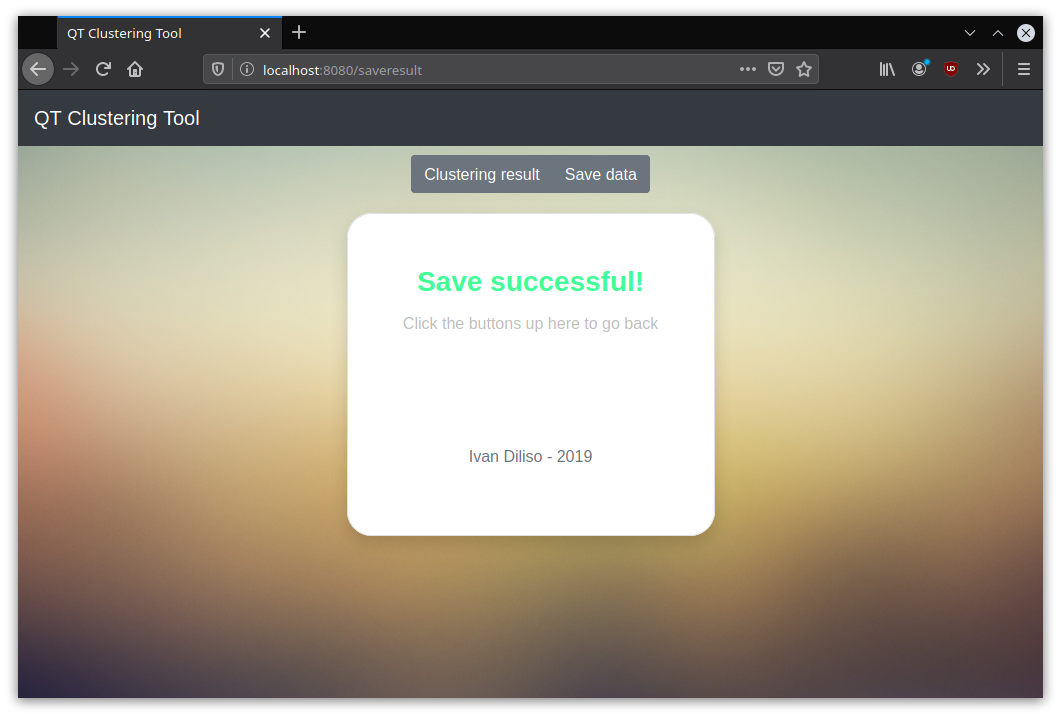 QT Clustering Tool
localhost:8080/saveresult
QT Clustering Tool
Clustering result Save data
Save successful!
Click the buttons up here to go back
Ivan Diliso - 2019